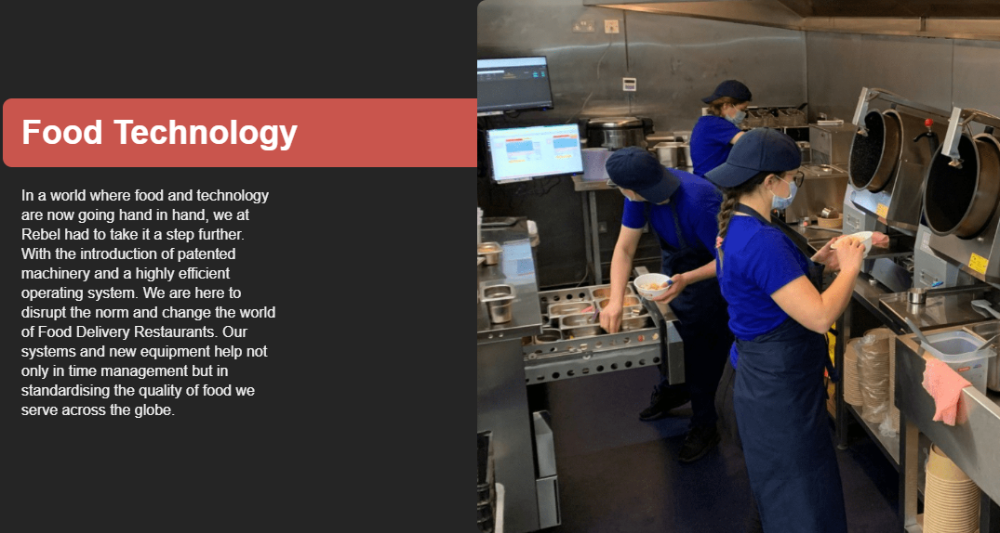 Food Technology
In a world where food and technology
are now going hand in hand, we at
Rebel had to take it a step further.
With the introduction of patented
machinery and a highly efficient
operating system. We are here to
disrupt the norm and change the world
of Food Delivery Restaurants. Our
systems and new equipment help not
only in time management but in
standardising the quality of food we
serve across the globe.